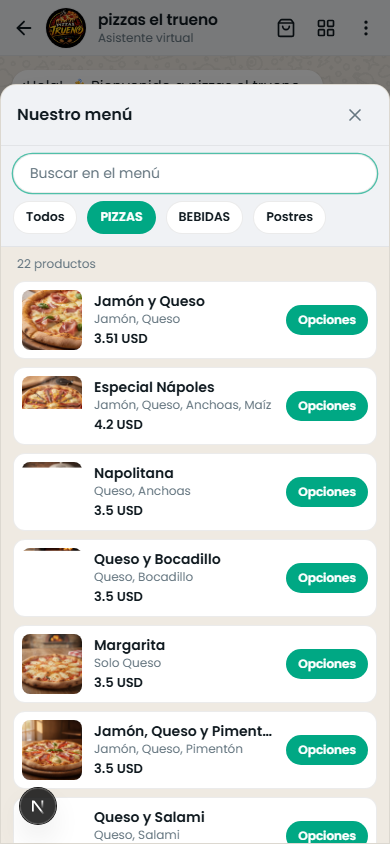 pizzas el trueno
Asistente virtual
Nuestro menú
Buscar en el menú
Todos
PIZZAS
BEBIDAS
Postres
22 productos
Jamón y Queso
Jamón, Queso
3.51 USD
Opciones
Especial Nápoles
Jamón, Queso, Anchoas, Maíz
4.2 USD
Opciones
Napolitana
Queso, Anchoas
3.5 USD
Opciones
Queso y Bocadillo
Queso, Bocadillo
3.5 USD
Opciones
Margarita
Solo Queso
3.5 USD
Opciones
Jamón, Queso y Piment...
Jamón, Queso, Pimentón
3.5 USD
Opciones
N
Queso y Salami
Queso, Salami
Opciones